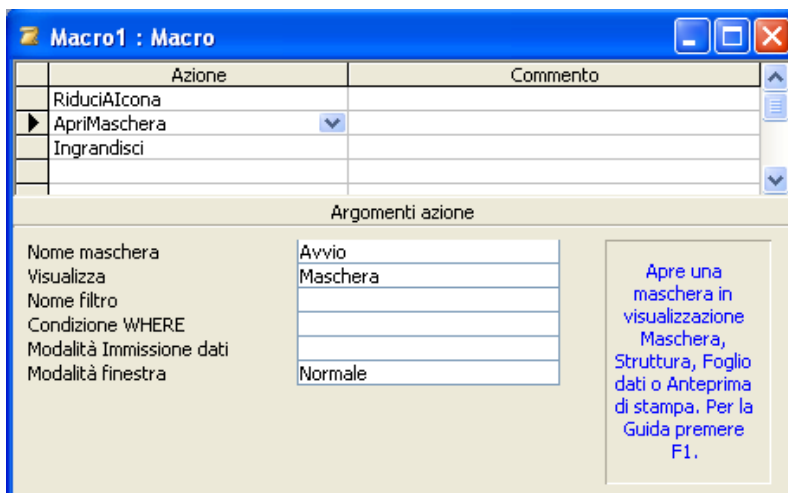 Macro1 : Macro
Azione Commento
RiduciAIcona
ApriMaschera
Ingrandisci
Argomenti azione
Nome maschera Avvio
Visualizza Maschera
Nome filtro
Condizione WHERE
Modalità Immissione dati
Modalità finestra Normale
Apre una
maschera in
visualizzazione
Maschera,
Struttura, Foglio
dati o Anteprima
di stampa. Per la
Guida premere
F1.